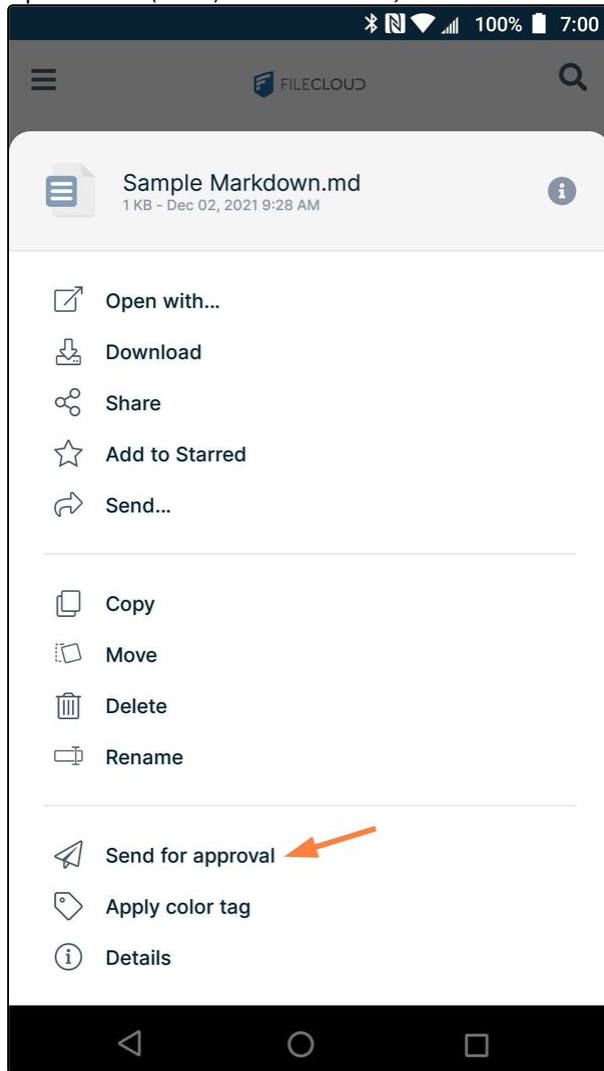 100% 7:00
FILECLOUD
Sample Markdown.md
1 KB - Dec 02, 2021 9:28 AM
Open with...
Download
Share
Add to Starred
Send...
Copy
Move
Delete
Rename
Send for approval
Apply color tag
Details